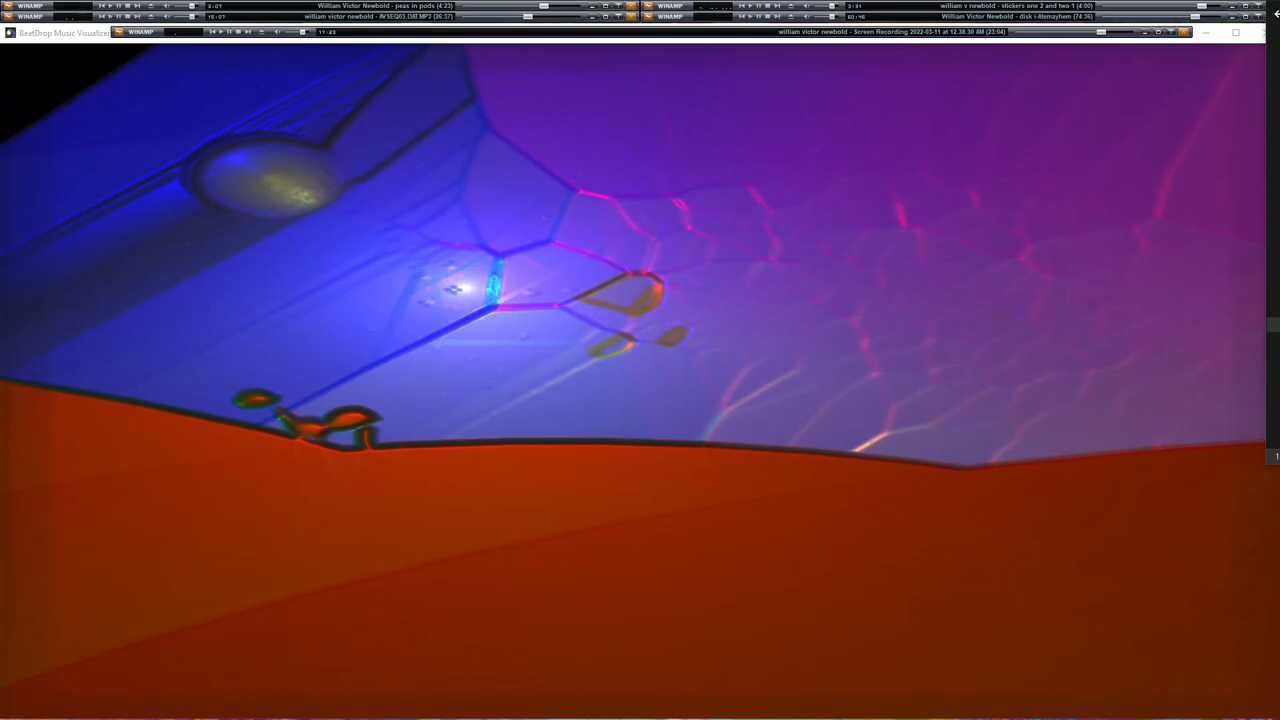 WINAMP 3:07 William Victor Newbold - peas in pods (4:23)
WINAMP 3:31 william v newbold - stickers one 2 and two 1 (4:00)
WINAMP 15:07 william victor newbold - AVSEQ03.DAT.MP3 (26:37)
WINAMP 60:46 William Victor Newbold - disk i-Atemayhem (74:36)
BeatDrop Music Visualizer
WINAMP 17:23 william victor newbold - Screen Recording 2022-03-11 at 12.38.30 AM (23:04)
1